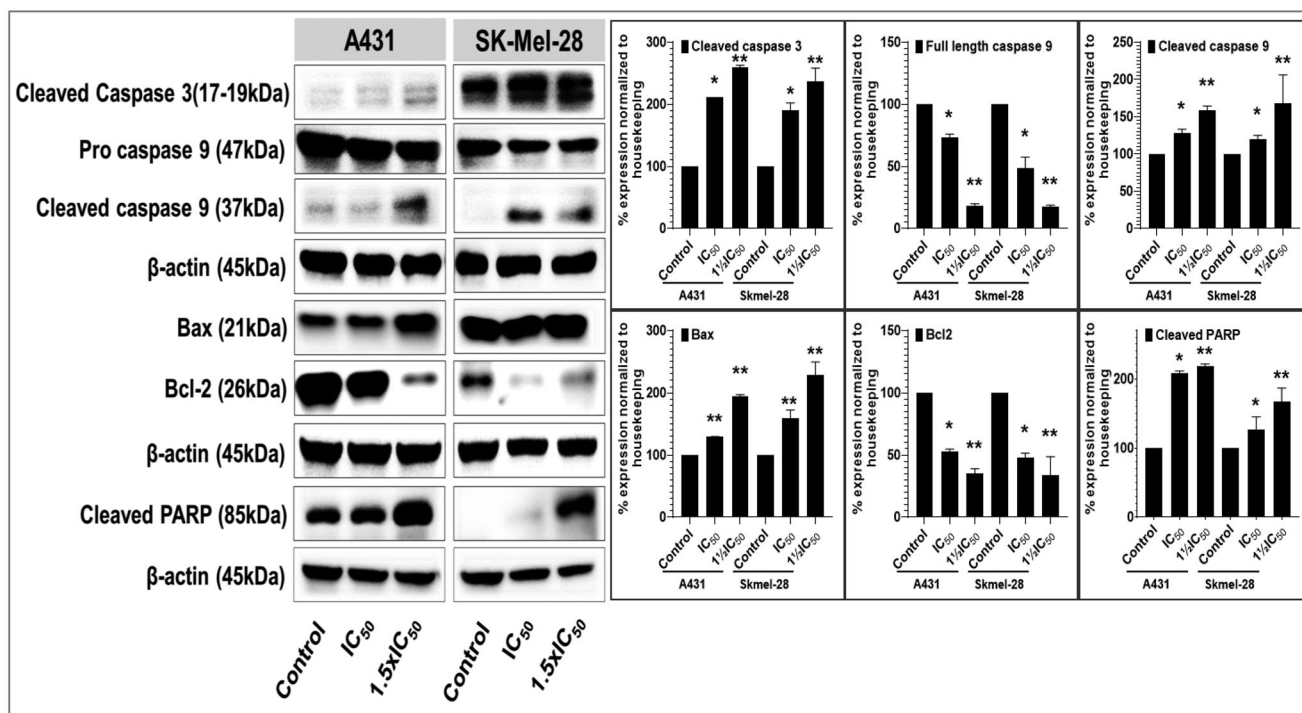 A431 SK-Mel-28
Cleaved Caspase 3(17-19kDa)
Pro caspase 9 (47kDa)
Cleaved caspase 9 (37kDa)
β-actin (45kDa)
Bax (21kDa)
Bcl-2 (26kDa)
β-actin (45kDa)
Cleaved PARP (85kDa)
β-actin (45kDa)
Control IC50 1.5xIC50 Control IC50 1.5xIC50
Cleaved caspase 3
% expression normalized to
housekeeping
300
200
100
0
* ** * **
Control IC50 1½IC50 Control IC50 1½IC50
A431 Skmel-28
Full length caspase 9
% expression normalized to
housekeeping
150
100
50
0
* ** * **
Control IC50 1½IC50 Control IC50 1½IC50
A431 Skmel-28
Cleaved caspase 9
% expression normalized to
housekeeping
250
200
150
100
50
0
* ** * **
Control IC50 1½IC50 Control IC50 1½IC50
A431 Skmel-28
Bax
% expression normalized to
housekeeping
300
200
100
0
** ** ** **
Control IC50 1½IC50 Control IC50 1½IC50
A431 Skmel-28
Bcl2
% expression normalized to
housekeeping
150
100
50
0
* ** * **
Control IC50 1½IC50 Control IC50 1½IC50
A431 Skmel-28
Cleaved PARP
% expression normalized to
housekeeping
200
100
0
* ** * **
Control IC50 1½IC50 Control IC50 1½IC50
A431 Skmel-28